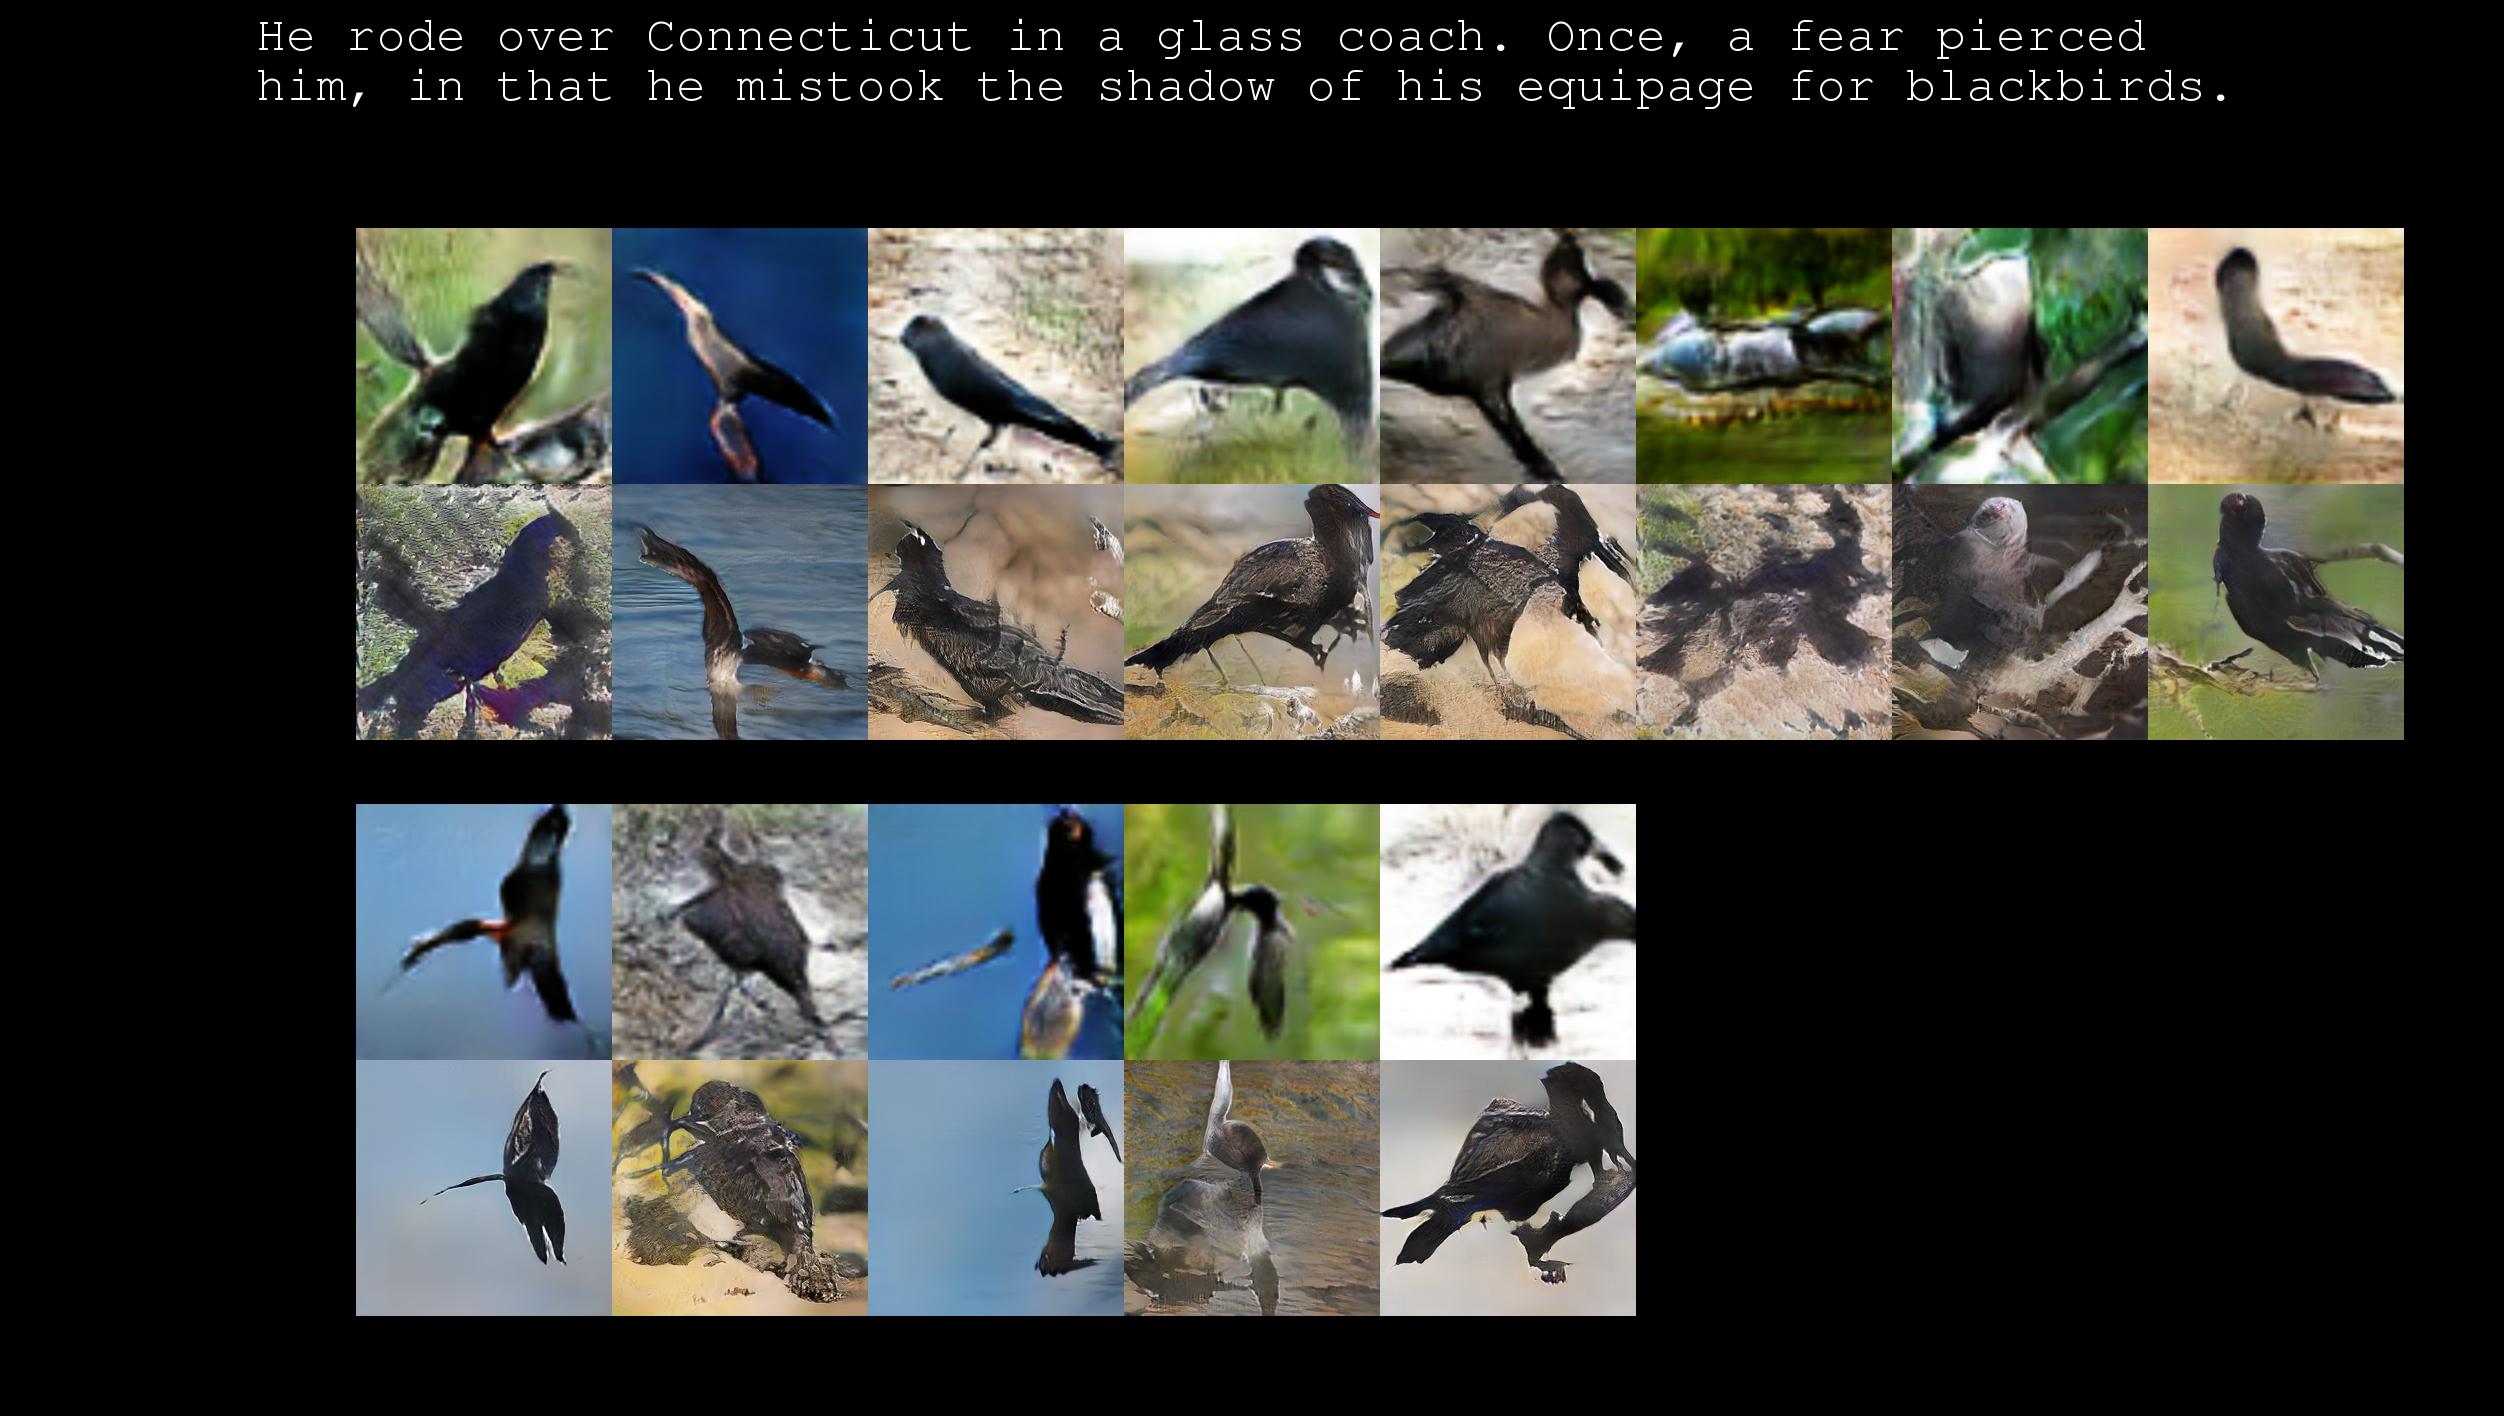 He rode over Connecticut in a glass coach. Once, a fear pierced
him, in that he mistook the shadow of his equipage for blackbirds.